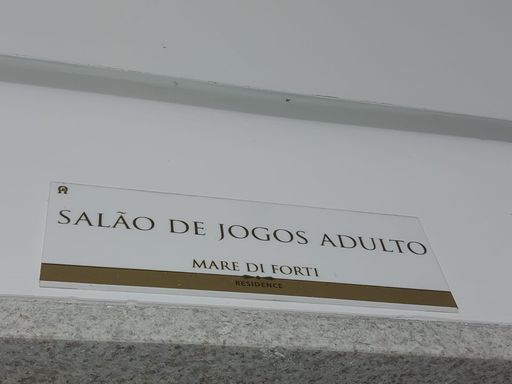 SALÃO DE JOGOS ADULTO
MARE DI FORTI
RESIDENCE